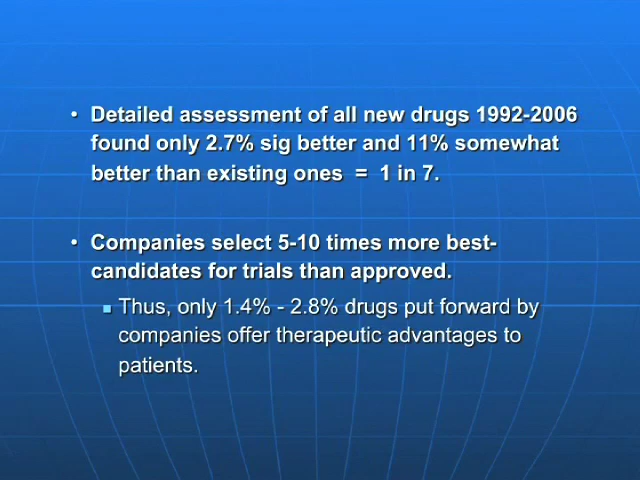 • Detailed assessment of all new drugs 1992-2006
found only 2.7% sig better and 11% somewhat
better than existing ones = 1 in 7.
• Companies select 5-10 times more best-
candidates for trials than approved.
■ Thus, only 1.4% - 2.8% drugs put forward by
companies offer therapeutic advantages to
patients.